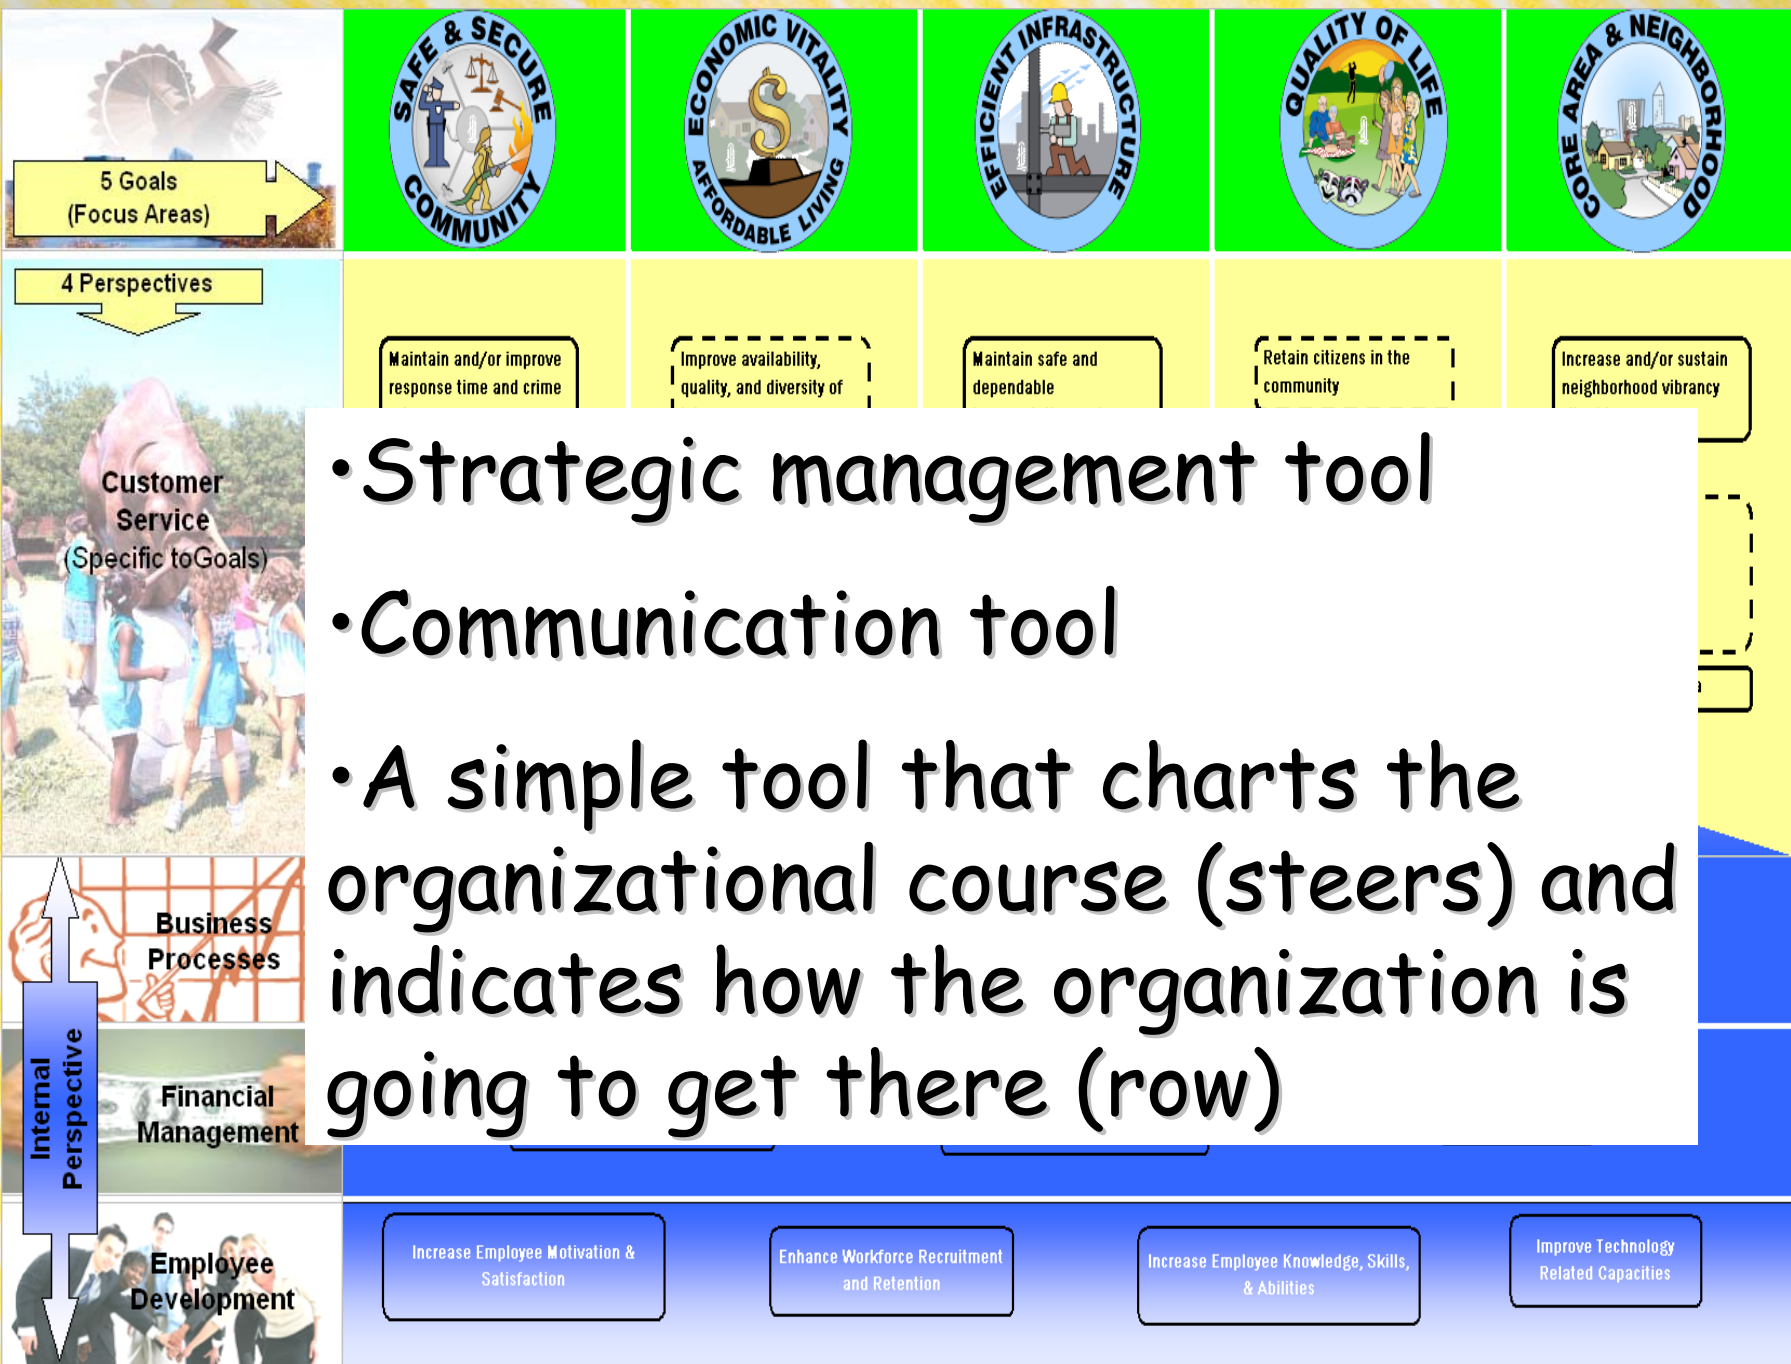 SAFE & SECURE
COMMUNITY
ECONOMIC VITALITY
AFFORDABLE LIVING
EFFICIENT INFRASTRUCTURE
QUALITY OF LIFE
CORE AREA & NEIGHBORHOOD
5 Goals
(Focus Areas)
4 Perspectives
Maintain and/or improve
response time and crime
Improve availability,
quality, and diversity of
Maintain safe and
dependable
Retain citizens in the
community
Increase and/or sustain
neighborhood vibrancy
Customer
Service
(Specific toGoals)
•Strategic management tool
•Communication tool
•A simple tool that charts the
organizational course (steers) and
indicates how the organization is
going to get there (row)
Business
Processes
Internal
Perspective
Financial
Management
Employee
Development
Increase Employee Motivation &
Satisfaction
Enhance Workforce Recruitment
and Retention
Increase Employee Knowledge, Skills,
& Abilities
Improve Technology
Related Capacities